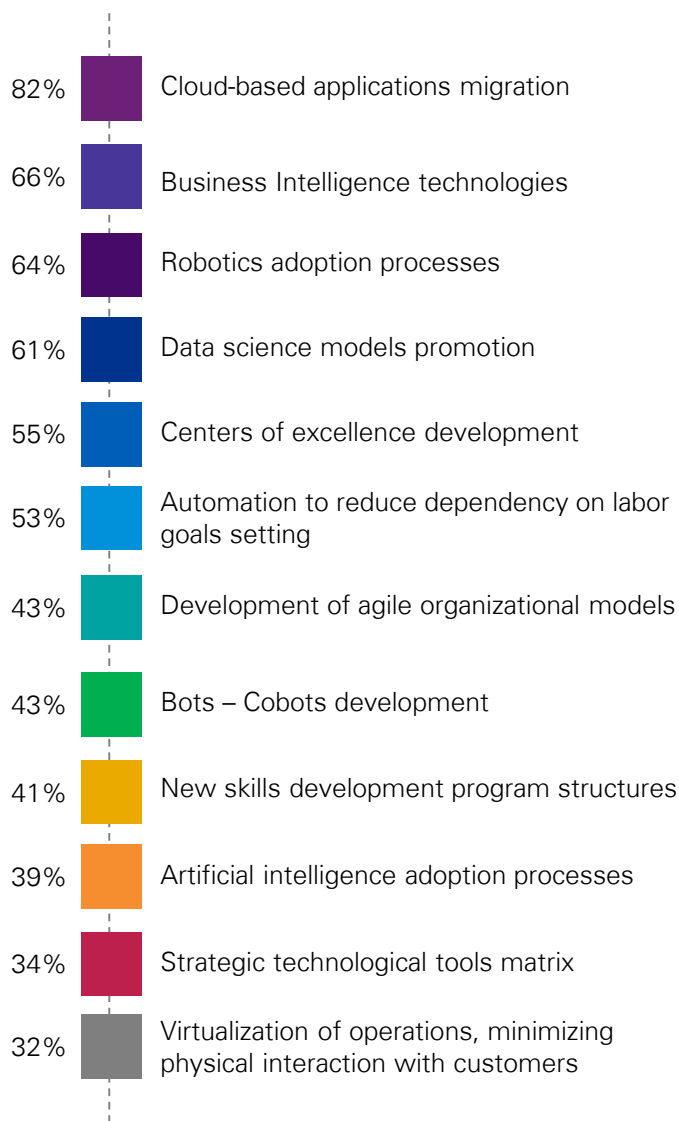 82% Cloud-based applications migration
66% Business Intelligence technologies
64% Robotics adoption processes
61% Data science models promotion
55% Centers of excellence development
53% Automation to reduce dependency on labor
goals setting
43% Development of agile organizational models
43% Bots – Cobots development
41% New skills development program structures
39% Artificial intelligence adoption processes
34% Strategic technological tools matrix
32% Virtualization of operations, minimizing
physical interaction with customers